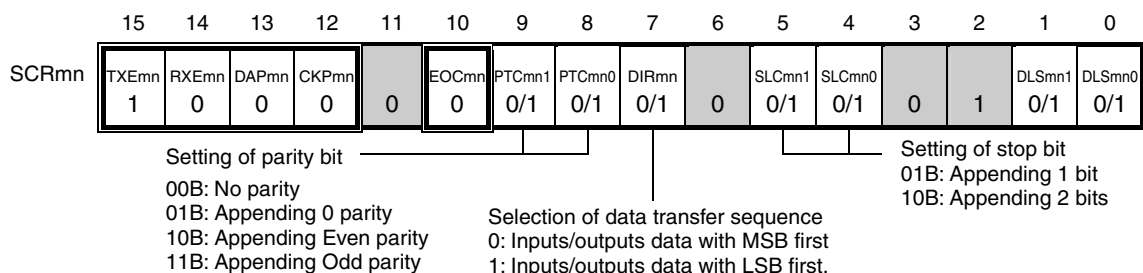 15 14 13 12 11 10 9 8 7 6 5 4 3 2 1 0
SCRmn TXEmn RXEmn DAPmn CKPmn EOCmn PTCmn1 PTCmn0 DIRmn SLCmn1 SLCmn0 DLSmn1 DLSmn0
1 0 0 0 0 0 0/1 0/1 0/1 0 0/1 0/1 0 1 0/1 0/1
Setting of parity bit
00B: No parity
01B: Appending 0 parity
10B: Appending Even parity
11B: Appending Odd parity
Selection of data transfer sequence
0: Inputs/outputs data with MSB first
1: Inputs/outputs data with LSB first.
Setting of stop bit
01B: Appending 1 bit
10B: Appending 2 bits